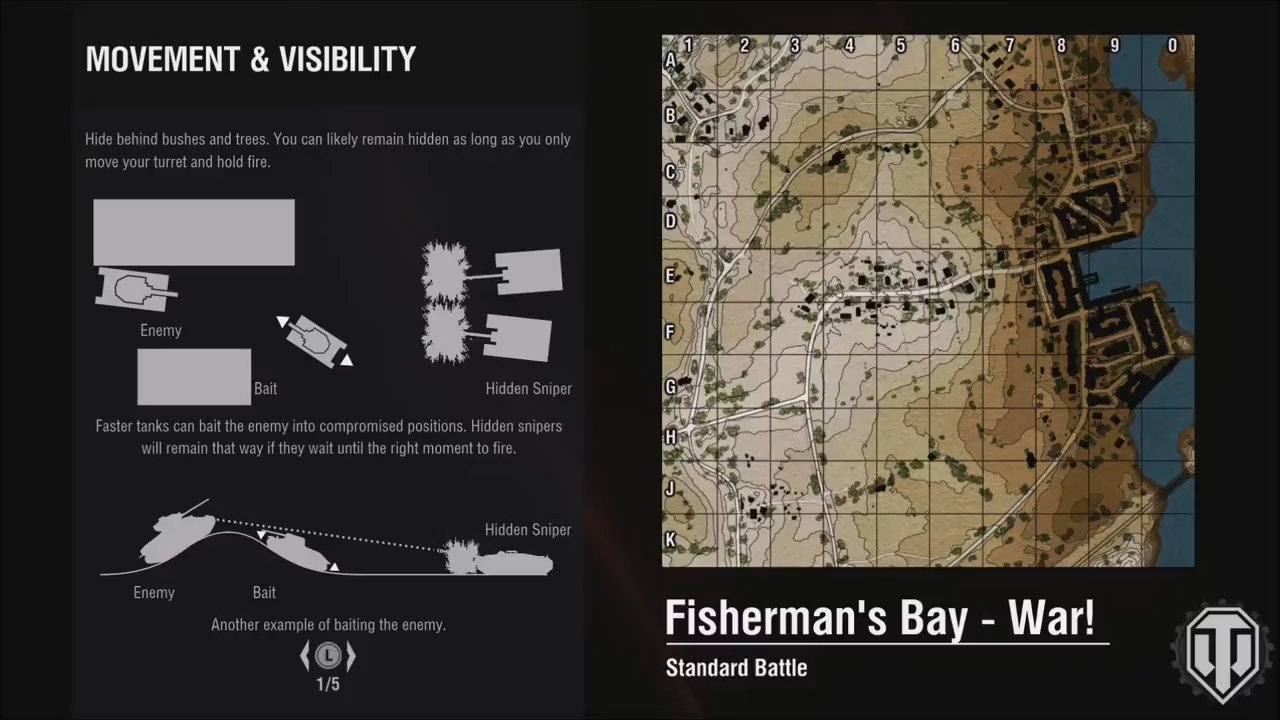 MOVEMENT & VISIBILITY
Hide behind bushes and trees. You can likely remain hidden as long as you only
move your turret and hold fire.
Enemy
Bait
Hidden Sniper
Faster tanks can bait the enemy into compromised positions. Hidden snipers
will remain that way if they wait until the right moment to fire.
Hidden Sniper
Enemy
Bait
Another example of baiting the enemy.
L
1/5
1 2 3 4 5 6 7 8 9 0
A
B
C
D
E
F
G
H
J
K
Fisherman's Bay - War!
Standard Battle